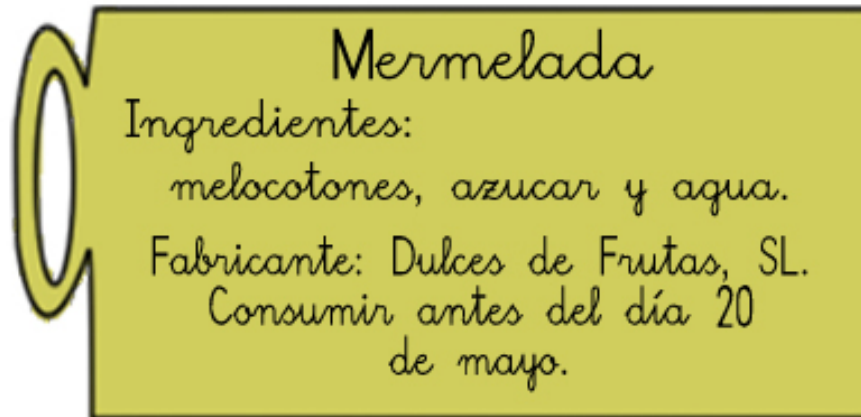 Mermelada
Ingredientes:
melocotones, azucar y agua.
Fabricante: Dulces de Frutas, SL.
Consumir antes del día 20
de mayo.